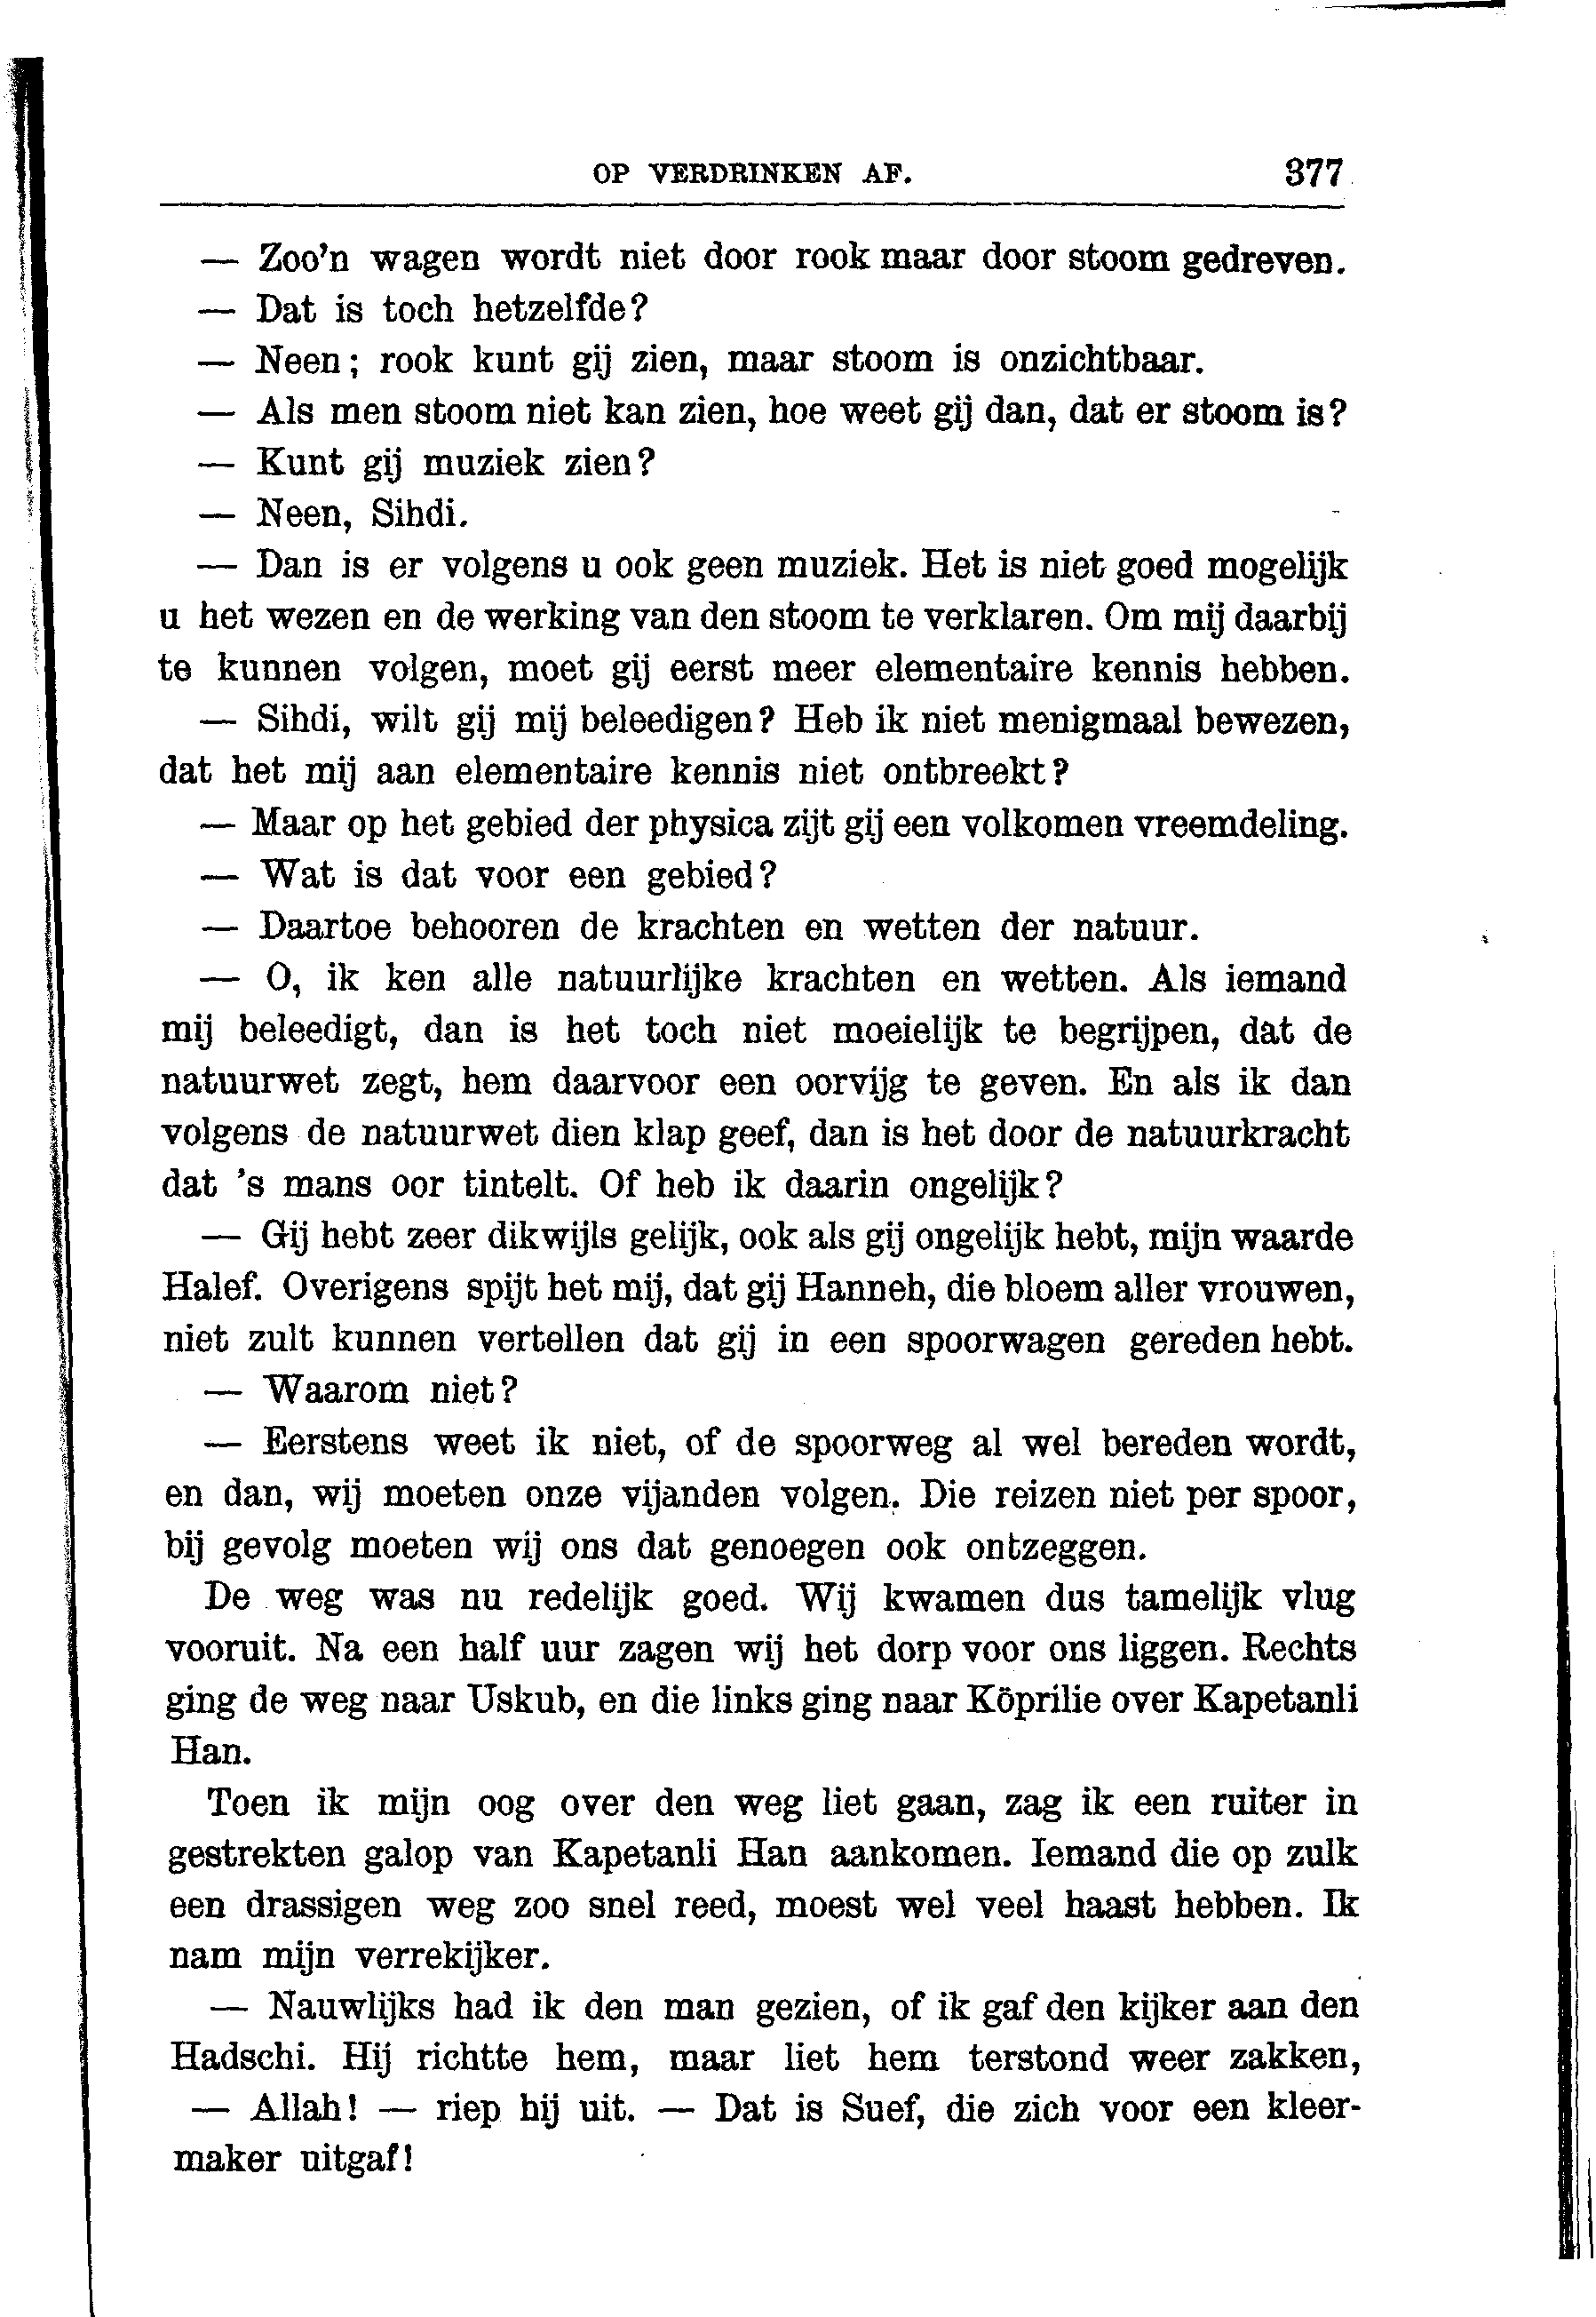 OP VERDRINKEN AF. 377
— Zoo'n wagen wordt niet door rook maar door stoom gedreven.
— Dat is toch hetzelfde?
— Neen; rook kunt gij zien, maar stoom is onzichtbaar.
— Als men stoom niet kan zien, hoe weet gij dan, dat er stoom is?
— Kunt gij muziek zien?
— Neen, Sihdi.
— Dan is er volgens u ook geen muziek. Het is niet goed mogelijk
u het wezen en de werking van den stoom te verklaren. Om mij daarbij
te kunnen volgen, moet gij eerst meer elementaire kennis hebben.
— Sihdi, wilt gij mij beleedigen? Heb ik niet menigmaal bewezen,
dat het mij aan elementaire kennis niet ontbreekt?
— Maar op het gebied der physica zijt gij een volkomen vreemdeling.
— Wat is dat voor een gebied?
— Daartoe behooren de krachten en wetten der natuur.
— O, ik ken alle natuurlijke krachten en wetten. Als iemand
mij beleedigt, dan is het toch niet moeielijk te begrijpen, dat de
natuurwet zegt, hem daarvoor een oorvijg te geven. En als ik dan
volgens de natuurwet dien klap geef, dan is het door de natuurkracht
dat 's mans oor tintelt. Of heb ik daarin ongelijk?
— Gij hebt zeer dikwijls gelijk, ook als gij ongelijk hebt, mijn waarde
Halef. Overigens spijt het mij, dat gij Hanneh, die bloem aller vrouwen,
niet zult kunnen vertellen dat gij in een spoorwagen gereden hebt.
— Waarom niet?
— Eerstens weet ik niet, of de spoorweg al wel bereden wordt,
en dan, wij moeten onze vijanden volgen. Die reizen niet per spoor,
bij gevolg moeten wij ons dat genoegen ook ontzeggen.
De weg was nu redelijk goed. Wij kwamen dus tamelijk vlug
vooruit. Na een half uur zagen wij het dorp voor ons liggen. Rechts
ging de weg naar Uskub, en die links ging naar Köprilie over Kapetanli
Han.
Toen ik mijn oog over den weg liet gaan, zag ik een ruiter in
gestrekten galop van Kapetanli Han aankomen. Iemand die op zulk
een drassigen weg zoo snel reed, moest wel veel haast hebben. Ik
nam mijn verrekijker.
— Nauwlijks had ik den man gezien, of ik gaf den kijker aan den
Hadschi. Hij richtte hem, maar liet hem terstond weer zakken,
— Allah! — riep hij uit. — Dat is Suef, die zich voor een kleer-
maker uitgaf!